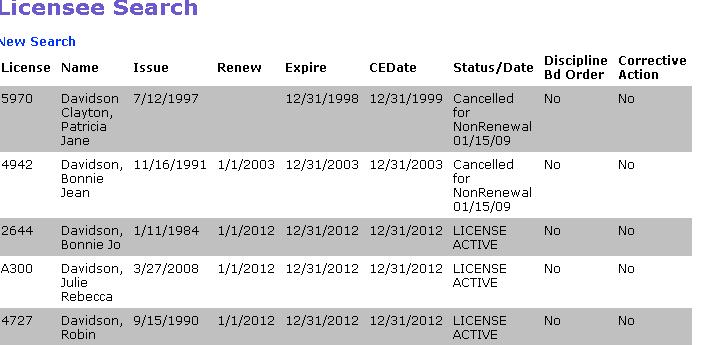 Licensee Search
New Search
License Name Issue Renew Expire CEDate Status/Date Discipline Bd Order Corrective Action
5970 Davidson 7/12/1997 12/31/1998 12/31/1999 Cancelled No No
Clayton, for
Patricia NonRenewal
Jane 01/15/09
4942 Davidson, 11/16/1991 1/1/2003 12/31/2003 12/31/2003 Cancelled No No
Bonnie for
Jean NonRenewal
01/15/09
2644 Davidson, 1/11/1984 1/1/2012 12/31/2012 12/31/2012 LICENSE No No
Bonnie Jo ACTIVE
A300 Davidson, 3/27/2008 1/1/2012 12/31/2012 12/31/2012 LICENSE No No
Julie ACTIVE
Rebecca
4727 Davidson, 9/15/1990 1/1/2012 12/31/2012 12/31/2012 LICENSE No No
Robin ACTIVE